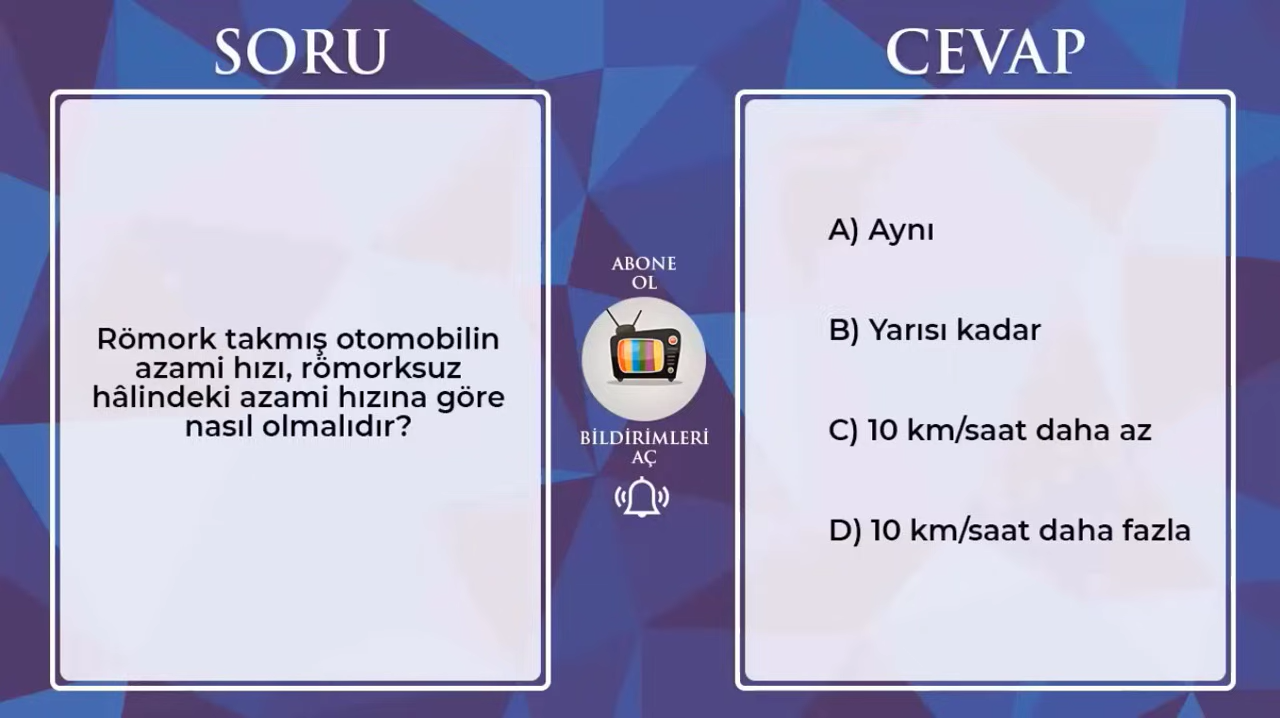 SORU
Römork takmış otomobilin
azami hızı, römorksuz
hâlindeki azami hızına göre
nasıl olmalıdır?
ABONE
OL
BİLDİRİMLERİ
AÇ
CEVAP
A) Aynı
B) Yarısı kadar
C) 10 km/saat daha az
D) 10 km/saat daha fazla